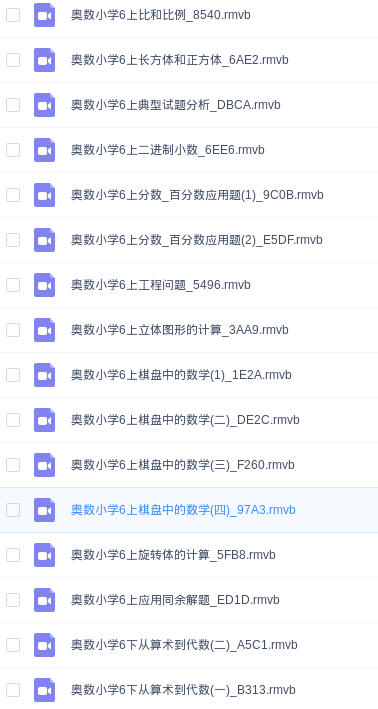 奥数小学6上比和比例_8540.rmvb
奥数小学6上长方体和正方体_6AE2.rmvb
奥数小学6上典型试题分析_DBCA.rmvb
奥数小学6上二进制小数_6EE6.rmvb
奥数小学6上分数_百分数应用题(1)_9C0B.rmvb
奥数小学6上分数_百分数应用题(2)_E5DF.rmvb
奥数小学6上工程问题_5496.rmvb
奥数小学6上立体图形的计算_3AA9.rmvb
奥数小学6上棋盘中的数学(1)_1E2A.rmvb
奥数小学6上棋盘中的数学(二)_DE2C.rmvb
奥数小学6上棋盘中的数学(三)_F260.rmvb
奥数小学6上棋盘中的数学(四)_97A3.rmvb
奥数小学6上旋转体的计算_5FB8.rmvb
奥数小学6上应用同余解题_ED1D.rmvb
奥数小学6下从算术到代数(二)_A5C1.rmvb
奥数小学6下从算术到代数(一)_B313.rmvb